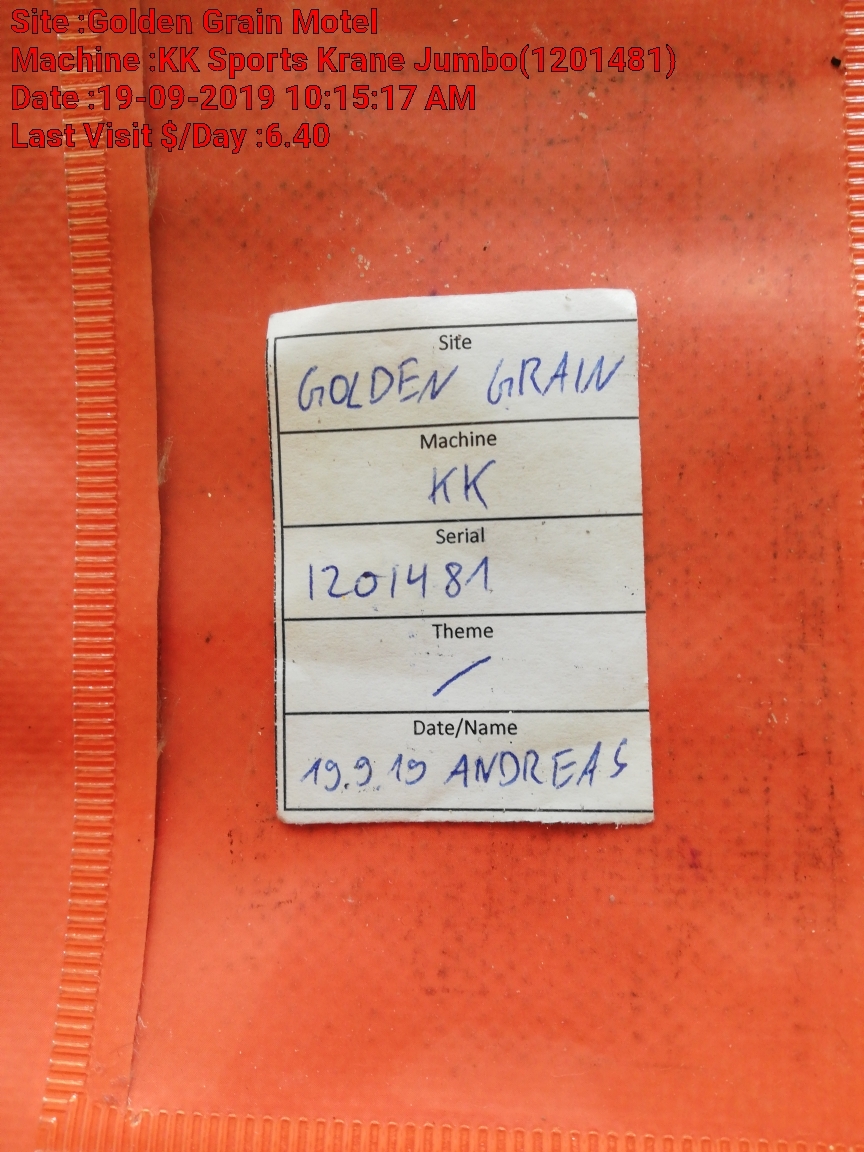 Site :Golden Grain Motel
Machine :KK Sports Krane Jumbo(1201481)
Date :19-09-2019 10:15:17 AM
Last Visit $/Day :6.40
Site
GOLDEN GRAIN
Machine
KK
Serial
1201481
Theme
/
Date/Name
19.9.19 ANDREAS